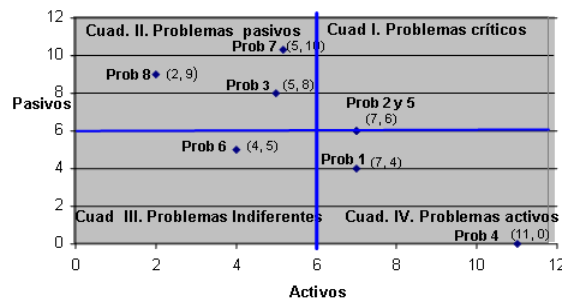 12
Cuad. II. Problemas pasivos
Cuad I. Problemas críticos
Prob 7 (5, 10)
10
Prob 8 (2, 9)
Prob 3 (5, 8)
8
Pasivos
Prob 2 y 5
(7, 6)
6
Prob 6 (4, 5)
4
Prob 1 (7, 4)
2
Cuad III. Problemas Indiferentes
Cuad. IV. Problemas activos
Prob 4 (11, 0)
0
0 2 4 6 8 10 12
Activos